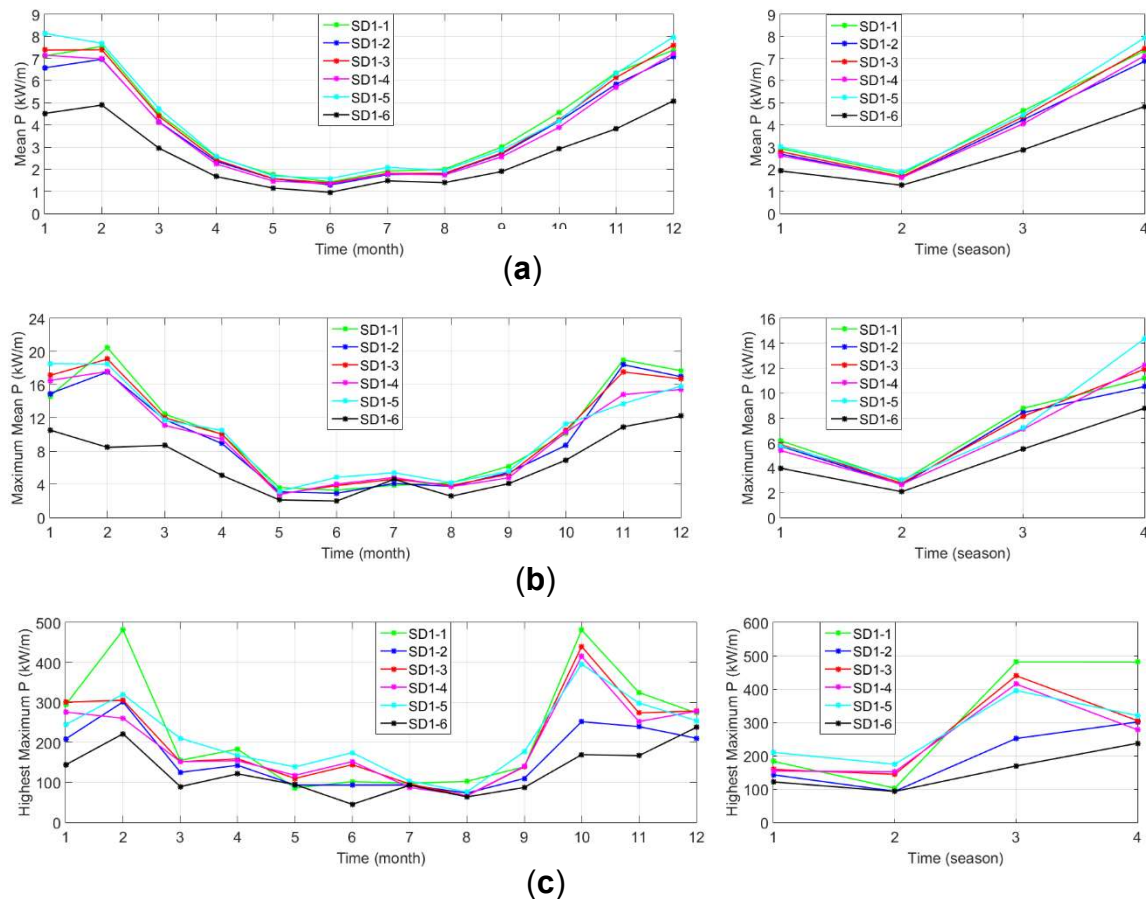 Mean P (kW/m)
9
8
7
6
5
4
3
2
1
0
SD1-1
SD1-2
SD1-3
SD1-4
SD1-5
SD1-6
1 2 3 4 5 6 7 8 9 10 11 12
Time (month)
Mean P (kW/m)
9
8
7
6
5
4
3
2
1
0
SD1-1
SD1-2
SD1-3
SD1-4
SD1-5
SD1-6
1 2 3 4
Time (season)
(a)
Maximum Mean P (kW/m)
24
20
16
12
8
4
0
SD1-1
SD1-2
SD1-3
SD1-4
SD1-5
SD1-6
1 2 3 4 5 6 7 8 9 10 11 12
Time (month)
Maximum Mean P (kW/m)
16
14
12
10
8
6
4
2
0
SD1-1
SD1-2
SD1-3
SD1-4
SD1-5
SD1-6
1 2 3 4
Time (season)
(b)
Highest Maximum P (kW/m)
500
400
300
200
100
0
SD1-1
SD1-2
SD1-3
SD1-4
SD1-5
SD1-6
1 2 3 4 5 6 7 8 9 10 11 12
Time (month)
Highest Maximum P (kW/m)
600
500
400
300
200
100
0
SD1-1
SD1-2
SD1-3
SD1-4
SD1-5
SD1-6
1 2 3 4
Time (season)
(c)